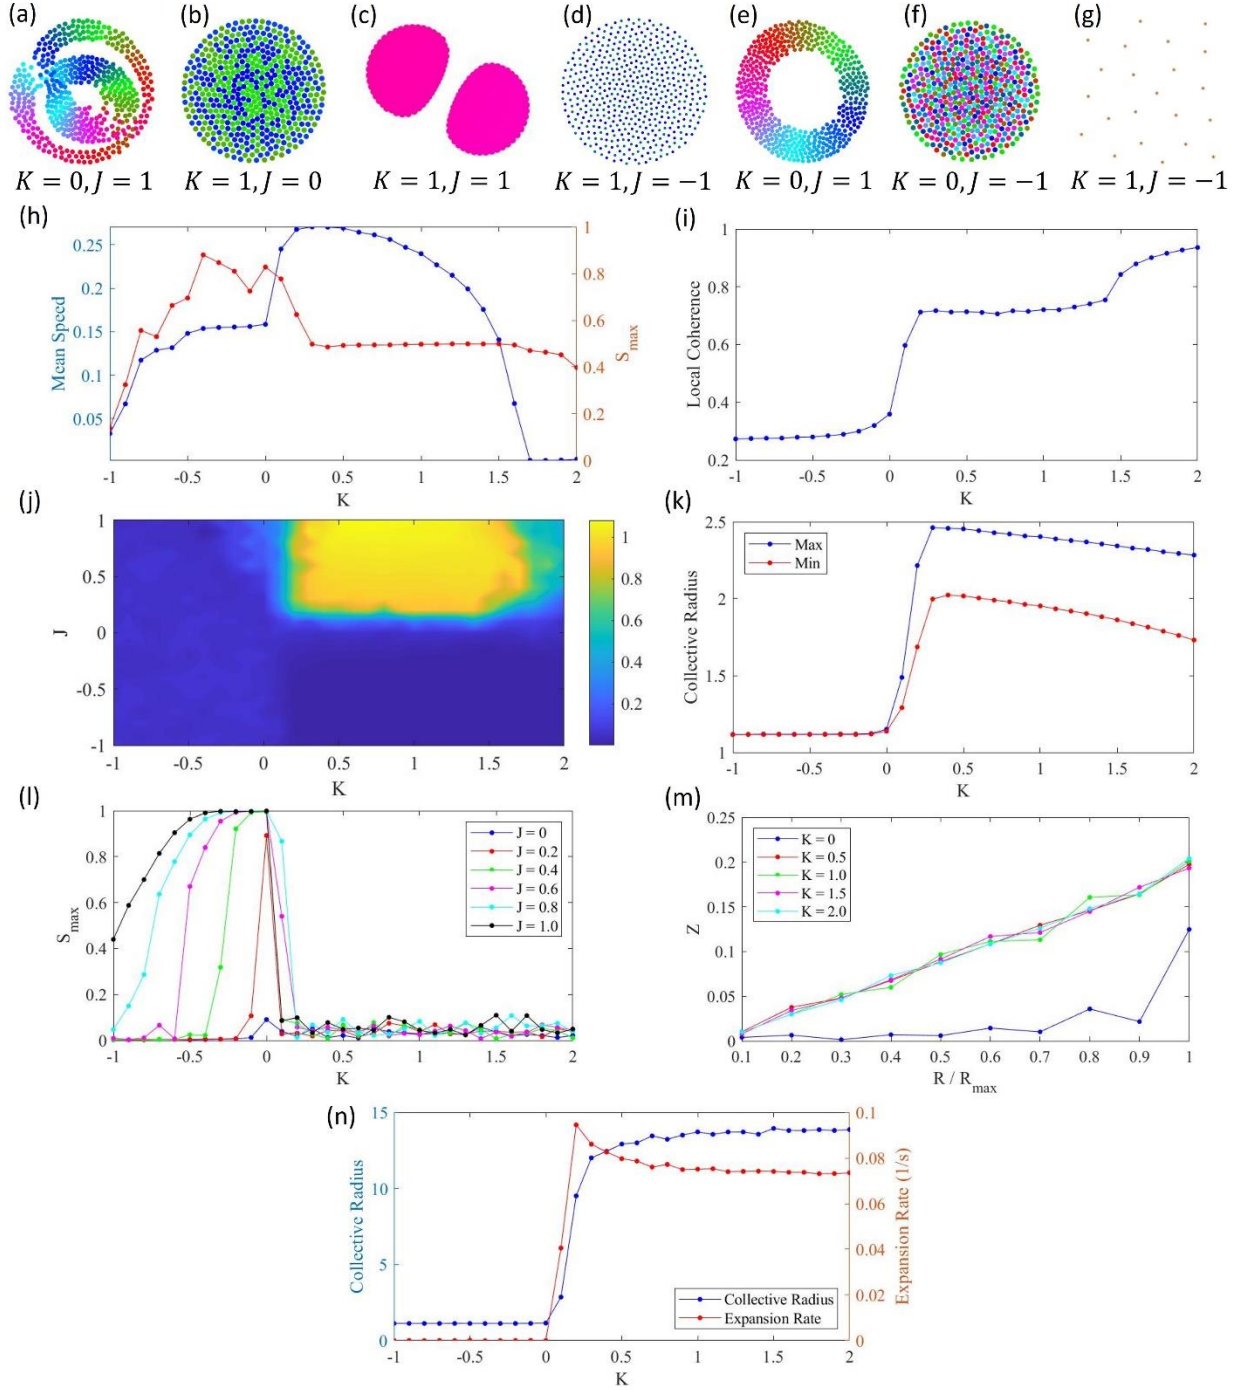 (a) (b) (c) (d) (e) (f) (g)
K = 0, J = 1 K = 1, J = 0 K = 1, J = 1 K = 1, J = −1 K = 0, J = 1 K = 0, J = −1 K = 1, J = −1
(h)
Mean Speed
0.25
0.2
0.15
0.1
0.05
1
0.8
0.6
0.4
0.2
0
S_max
-1 -0.5 0 0.5 1 1.5 2
K
(i)
Local Coherence
1
0.8
0.6
0.4
0.2
-1 -0.5 0 0.5 1 1.5 2
K
(j)
J
1
0.5
0
-0.5
-1
-1 -0.5 0 0.5 1 1.5 2
K
1
0.8
0.6
0.4
0.2
(k)
Collective Radius
2.5
2
1.5
1
Max
Min
-1 -0.5 0 0.5 1 1.5 2
K
(l)
S_max
1
0.8
0.6
0.4
0.2
0
J = 0
J = 0.2
J = 0.4
J = 0.6
J = 0.8
J = 1.0
-1 -0.5 0 0.5 1 1.5 2
K
(m)
Z
0.25
0.2
0.15
0.1
0.05
0
K = 0
K = 0.5
K = 1.0
K = 1.5
K = 2.0
0.1 0.2 0.3 0.4 0.5 0.6 0.7 0.8 0.9 1
R / R_max
(n)
Collective Radius
15
10
5
0
0.1
0.08
0.06
0.04
0.02
0
Expansion Rate (1/s)
Collective Radius
Expansion Rate
-1 -0.5 0 0.5 1 1.5 2
K